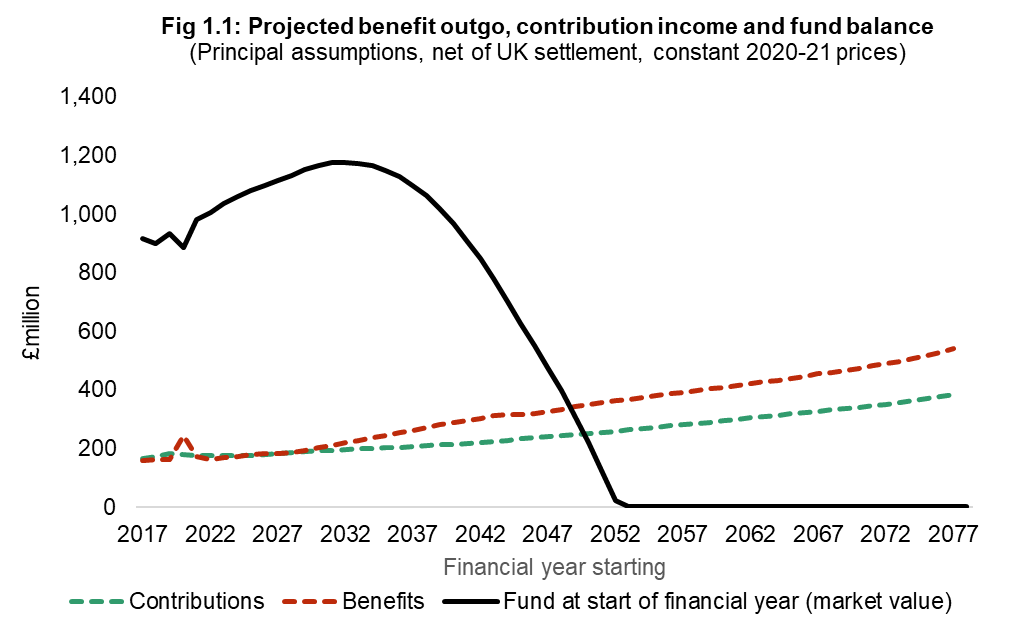 Fig 1.1: Projected benefit outgo, contribution income and fund balance
(Principal assumptions, net of UK settlement, constant 2020-21 prices)
1,400
1,200
1,000
800
600
400
200
0
£million
2017 2022 2027 2032 2037 2042 2047 2052 2057 2062 2067 2072 2077
Financial year starting
Contributions Benefits Fund at start of financial year (market value)